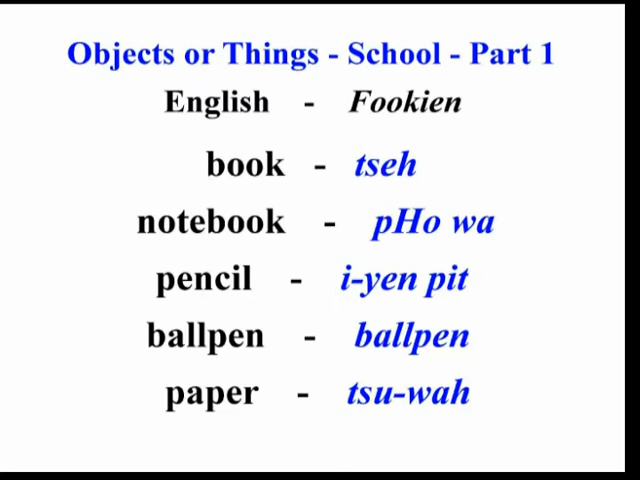 Objects or Things - School - Part 1
English - Fookien
book - tseh
notebook - pHo wa
pencil - i-yen pit
ballpen - ballpen
paper - tsu-wah